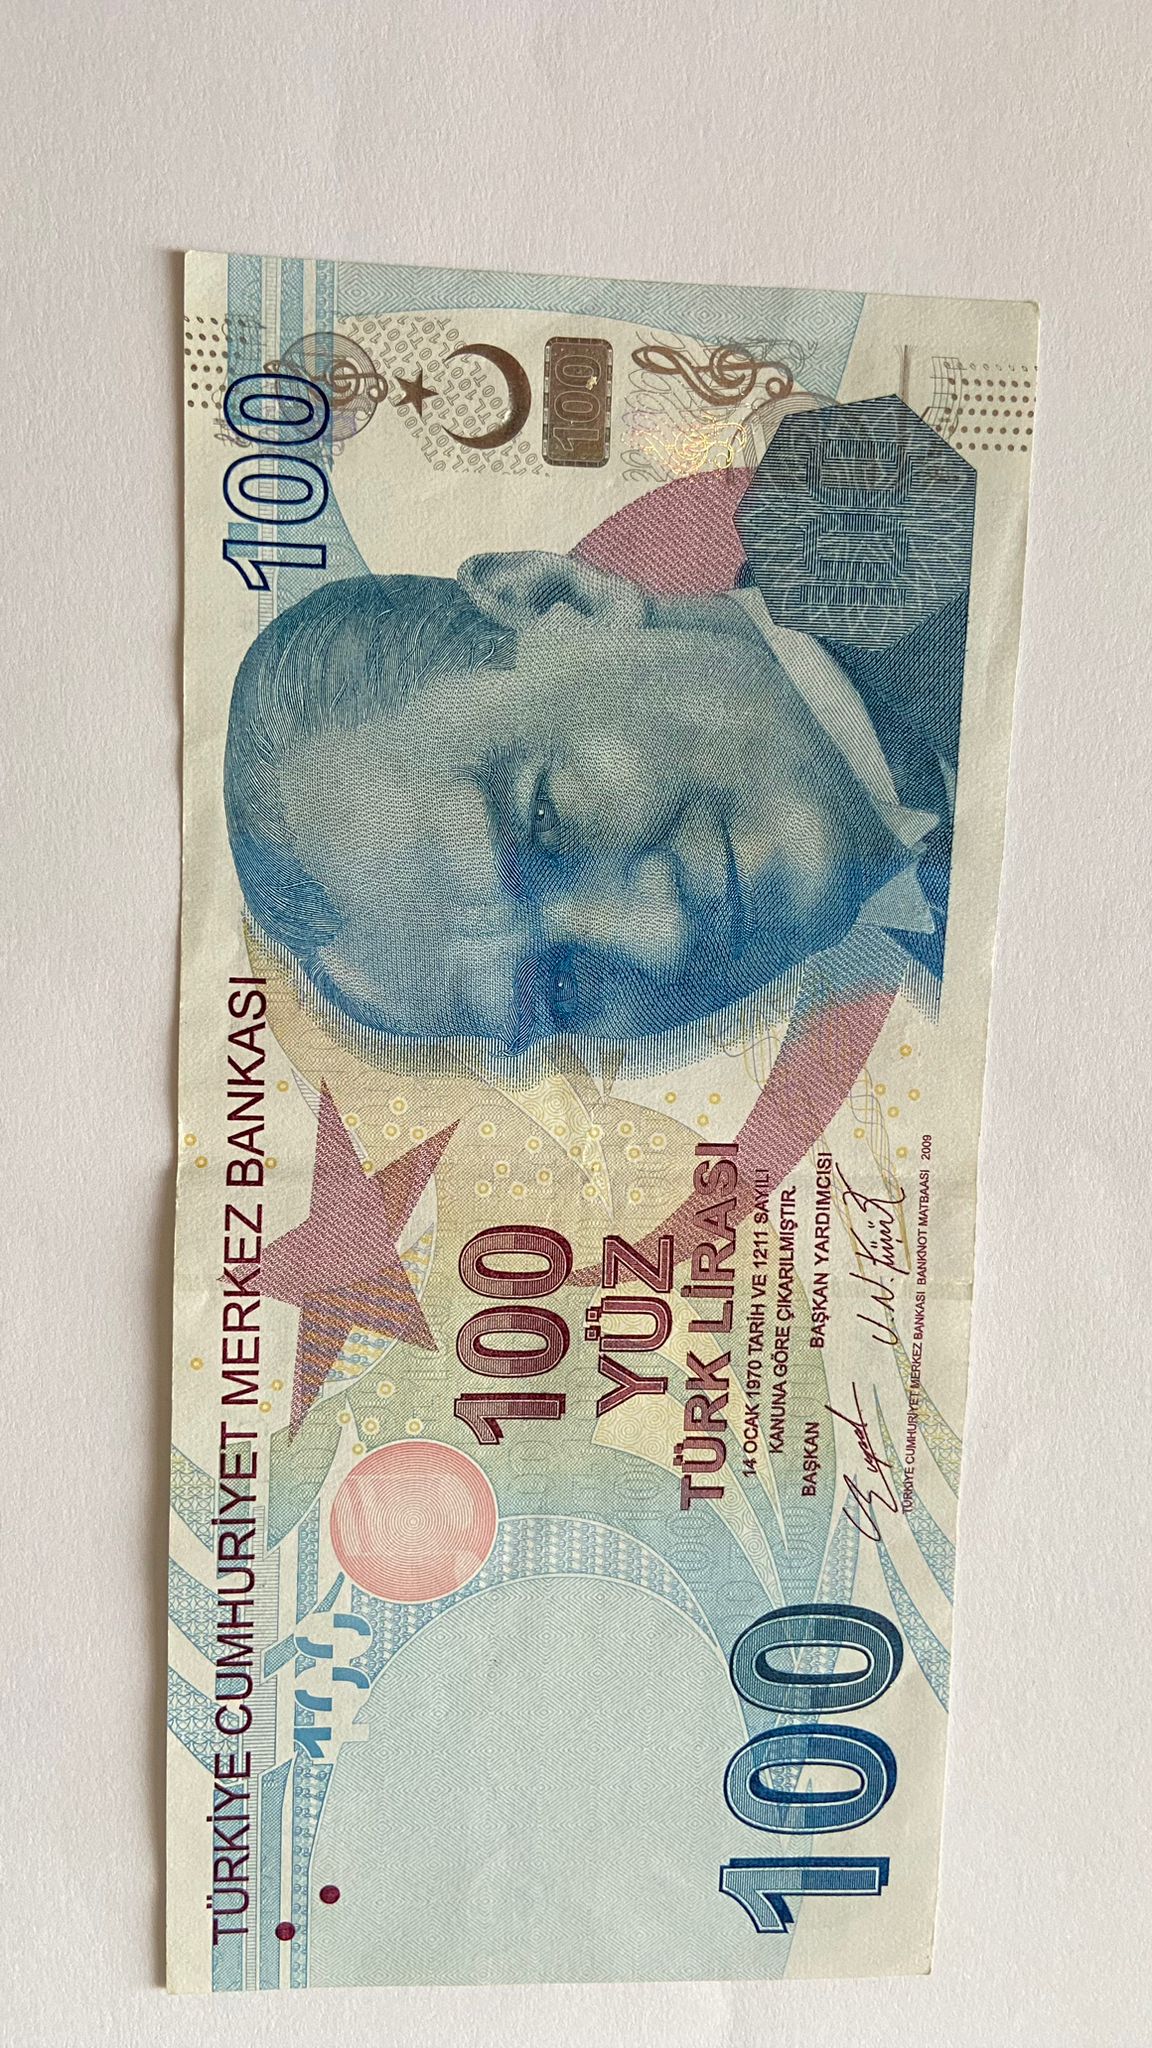 TÜRKİYE CUMHURİYET MERKEZ BANKASI
100
100
100
YÜZ
TÜRK LİRASI
14 OCAK 1970 TARİH VE 1211 SAYILI
KANUNA GÖRE ÇIKARILMIŞTIR.
BAŞKAN BAŞKAN YARDIMCISI
TÜRKİYE CUMHURİYET MERKEZ BANKASI BANKNOT MATBAASI 2009
100
100